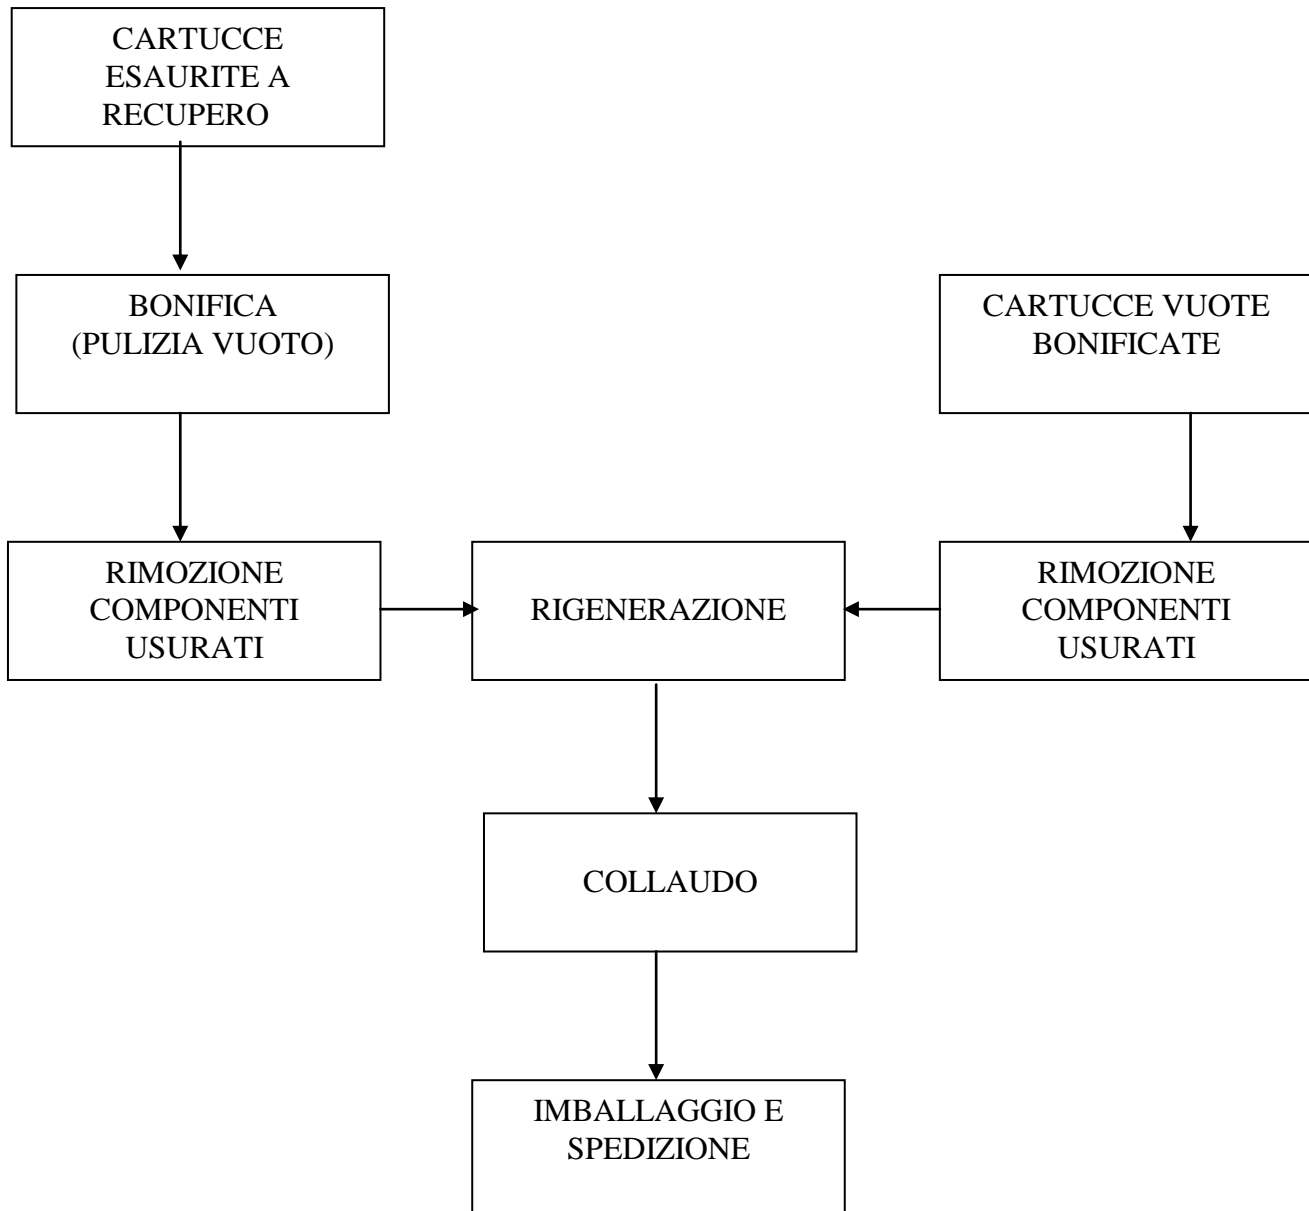 CARTUCCE
ESAURITE A
RECUPERO
BONIFICA
(PULIZIA VUOTO)
CARTUCCE VUOTE
BONIFICATE
RIMOZIONE
COMPONENTI
USURATI
RIGENERAZIONE
RIMOZIONE
COMPONENTI
USURATI
COLLAUDO
IMBALLAGGIO E
SPEDIZIONE